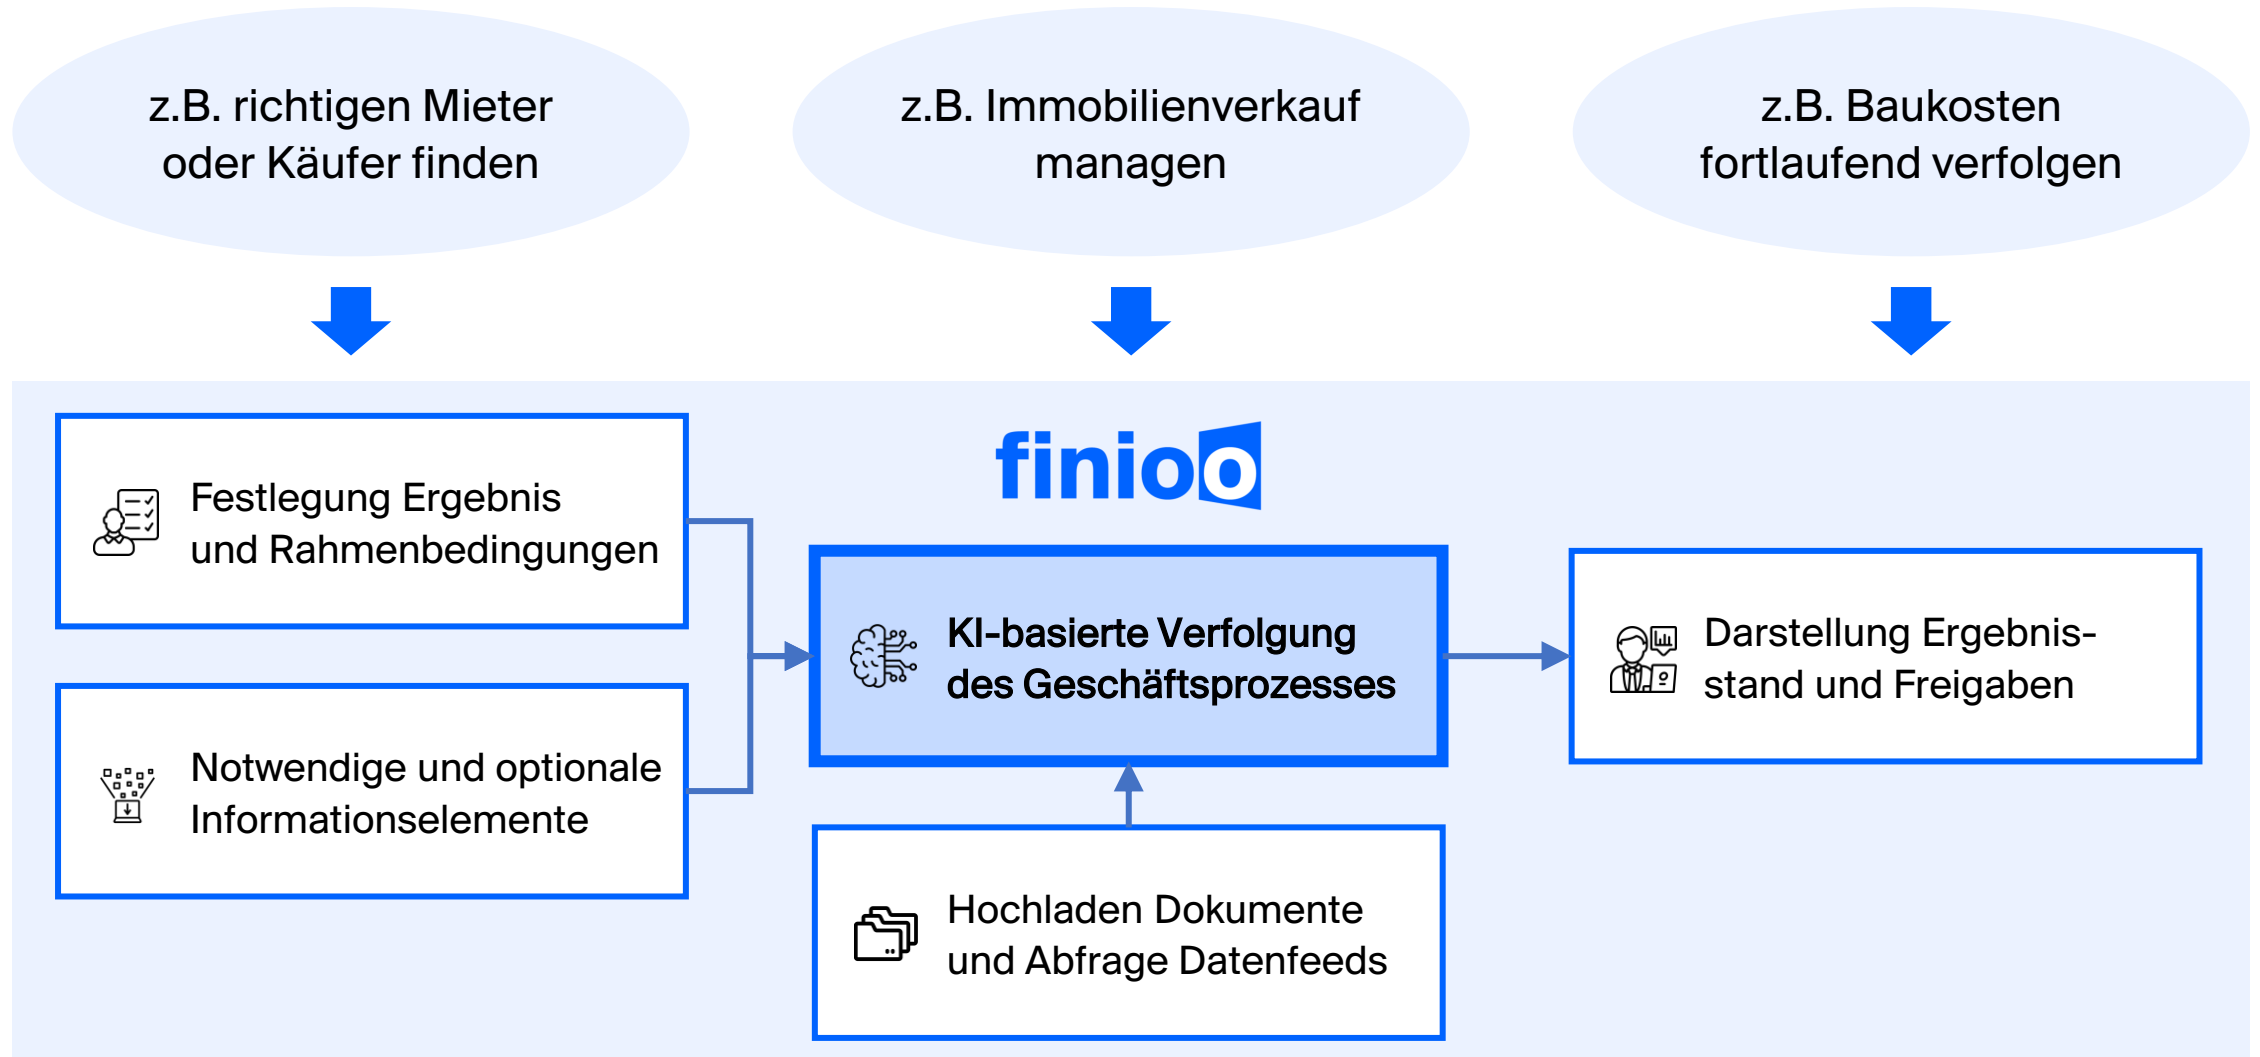 z.B. richtigen Mieter
oder Käufer finden
z.B. Immobilienverkauf
managen
z.B. Baukosten
fortlaufend verfolgen
finioo
Festlegung Ergebnis
und Rahmenbedingungen
Notwendige und optionale
Informationselemente
KI-basierte Verfolgung
des Geschäftsprozesses
Hochladen Dokumente
und Abfrage Datenfeeds
Darstellung Ergebnis-
stand und Freigaben